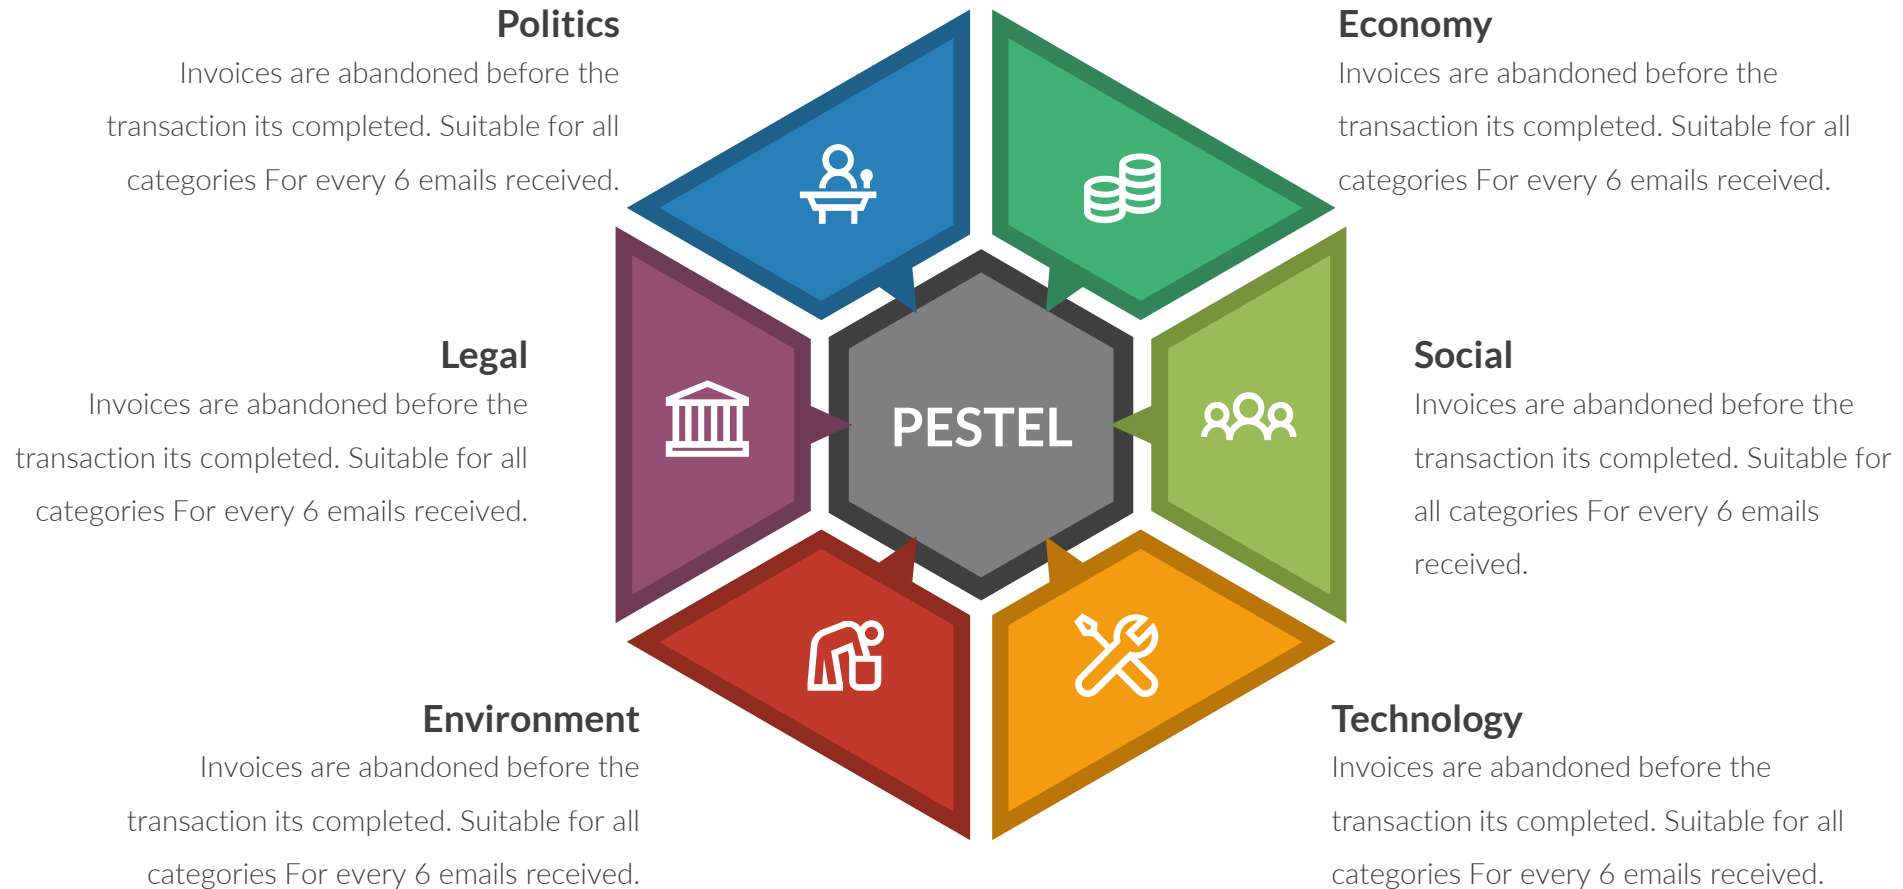 Politics
Invoices are abandoned before the
transaction its completed. Suitable for all
categories For every 6 emails received.
Economy
Invoices are abandoned before the
transaction its completed. Suitable for all
categories For every 6 emails received.
Legal
Invoices are abandoned before the
transaction its completed. Suitable for all
categories For every 6 emails received.
PESTEL
Social
Invoices are abandoned before the
transaction its completed. Suitable for
all categories For every 6 emails
received.
Environment
Invoices are abandoned before the
transaction its completed. Suitable for all
categories For every 6 emails received.
Technology
Invoices are abandoned before the
transaction its completed. Suitable for all
categories For every 6 emails received.